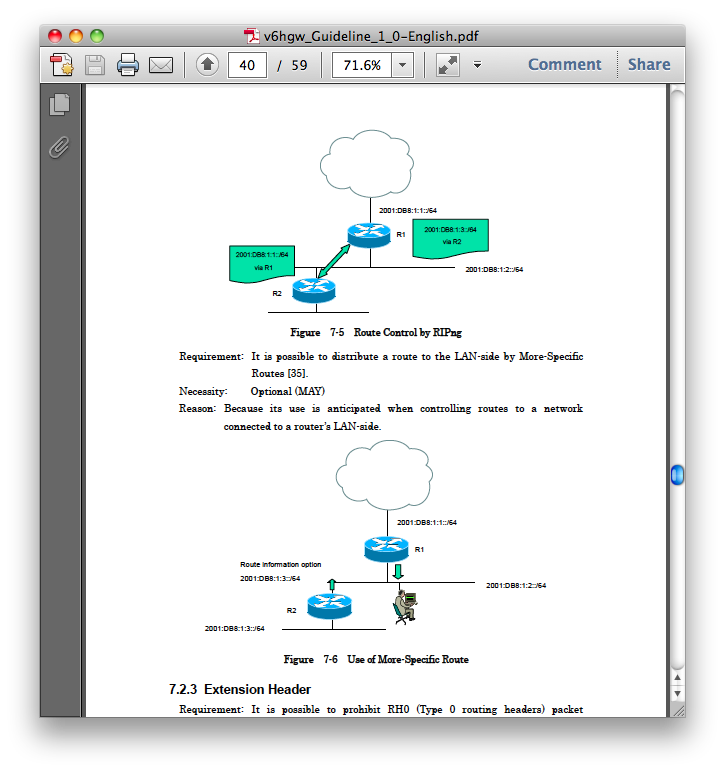 v6hgw_Guideline_1_0-English.pdf
40 / 59 71.6% Comment Share
2001:DB8:1:1::/64
R1
2001:DB8:1:3::/64
via R2
2001:DB8:1:1::/64
via R1
2001:DB8:1:2::/64
R2
Figure 7-5 Route Control by RIPng
Requirement: It is possible to distribute a route to the LAN-side by More-Specific
Routes [35].
Necessity: Optional (MAY)
Reason: Because its use is anticipated when controlling routes to a network
connected to a router's LAN-side.
2001:DB8:1:1::/64
R1
Route information option
2001:DB8:1:3::/64
2001:DB8:1:2::/64
R2
2001:DB8:1:3::/64
Figure 7-6 Use of More-Specific Route
7.2.3 Extension Header
Requirement: It is possible to prohibit RH0 (Type 0 routing headers) packet